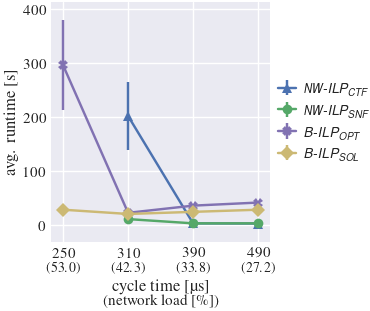 400
300
200
100
0
avg. runtime [s]
250 310 390 490
(53.0) (42.3) (33.8) (27.2)
cycle time [µs]
(network load [%])
NW-ILP_CTF
NW-ILP_SNF
B-ILP_OPT
B-ILP_SOL